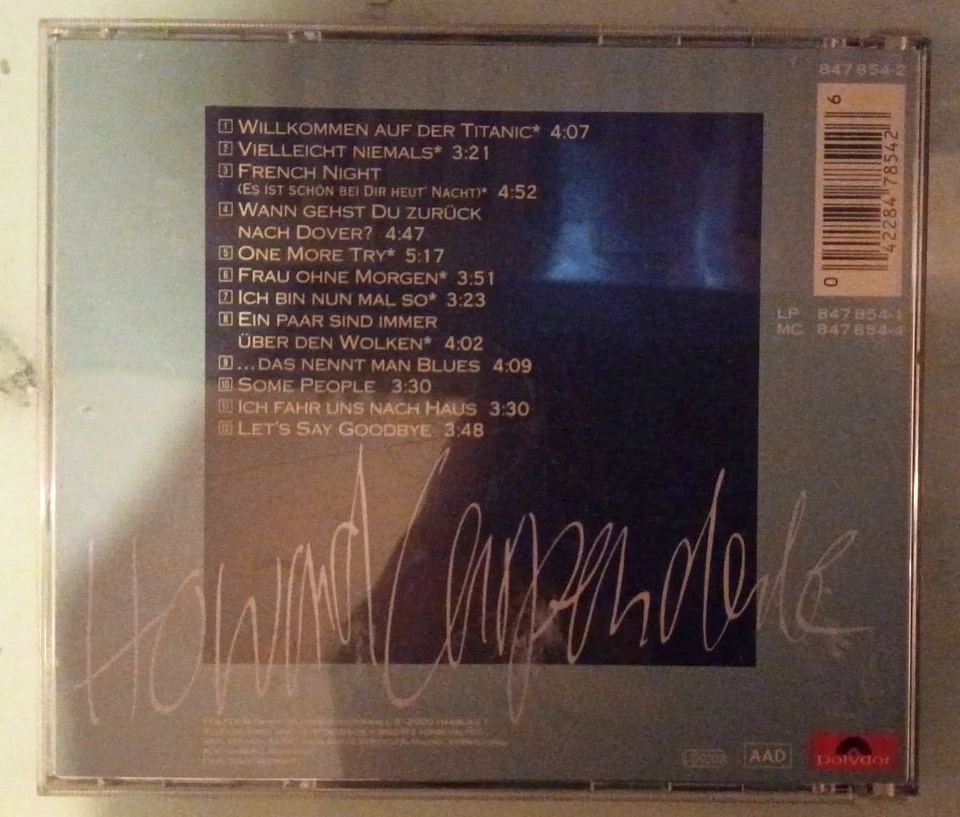 847 854-2
1 WILLKOMMEN AUF DER TITANIC* 4:07
2 VIELLEICHT NIEMALS* 3:21
3 FRENCH NIGHT
(ES IST SCHÖN BEI DIR HEUT' NACHT)* 4:52
4 WANN GEHST DU ZURÜCK
NACH DOVER? 4:47
5 ONE MORE TRY* 5:17
6 FRAU OHNE MORGEN* 3:51
7 ICH BIN NUN MAL SO* 3:23
8 EIN PAAR SIND IMMER
ÜBER DEN WOLKEN* 4:02
9 ...DAS NENNT MAN BLUES 4:09
10 SOME PEOPLE 3:30
11 ICH FAHR UNS NACH HAUS 3:30
12 LET'S SAY GOODBYE 3:48
0 42284 78542 6
LP 847 854-1
MC 847 854-4
Howard Carpendale
AAD
Polydor